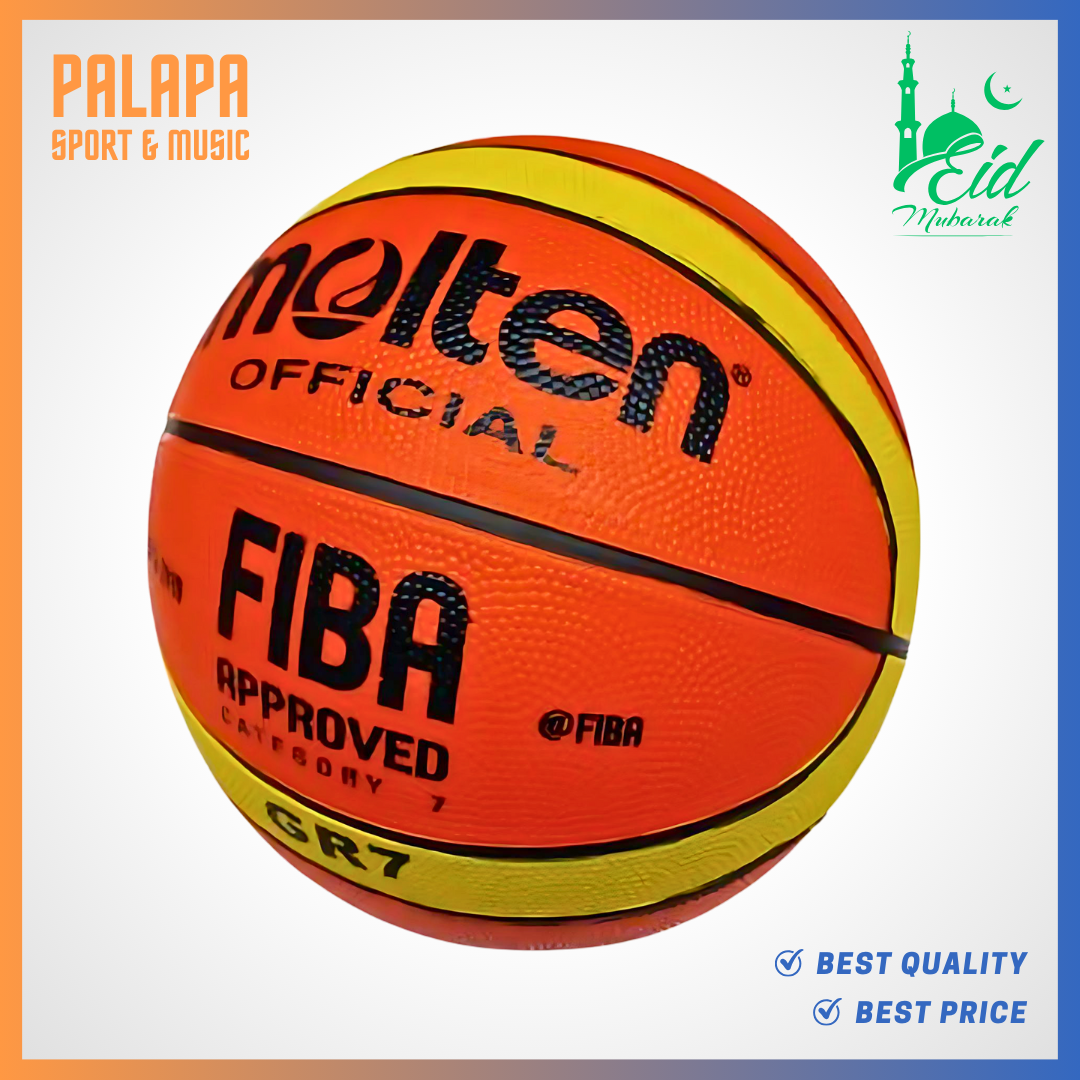 PALAPA
SPORT & MUSIC
Eid
Mubarak
molten®
OFFICIAL
FIBA
APPROVED
CATEGORY 7
@FIBA
GR7
BEST QUALITY
BEST PRICE